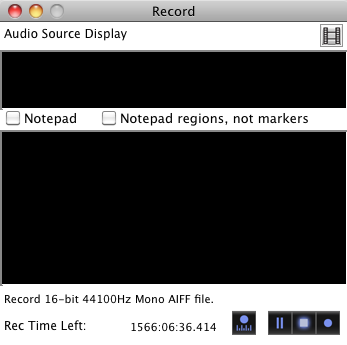 Record
Audio Source Display
Notepad
Notepad regions, not markers
Record 16-bit 44100Hz Mono AIFF file.
Rec Time Left: 1566:06:36.414